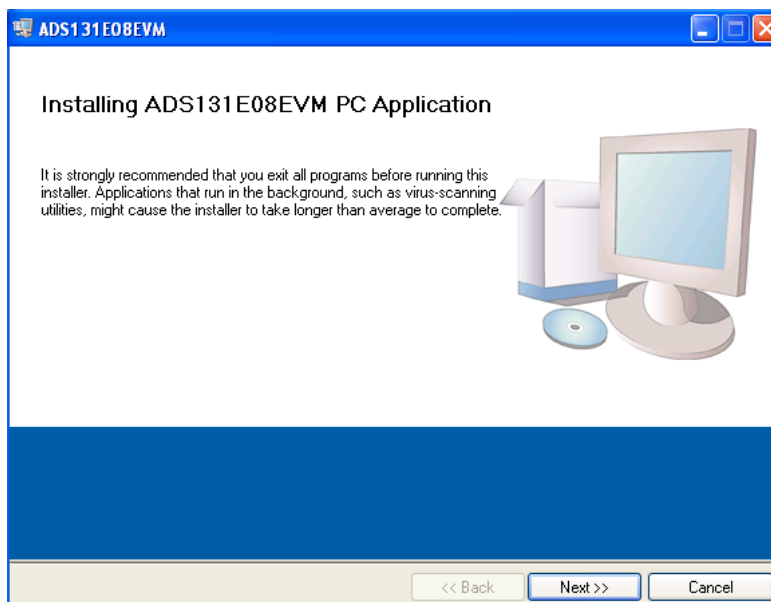 ADS131E08EVM
Installing ADS131E08EVM PC Application
It is strongly recommended that you exit all programs before running this
installer. Applications that run in the background, such as virus-scanning
utilities, might cause the installer to take longer than average to complete.
<< Back
Next >>
Cancel